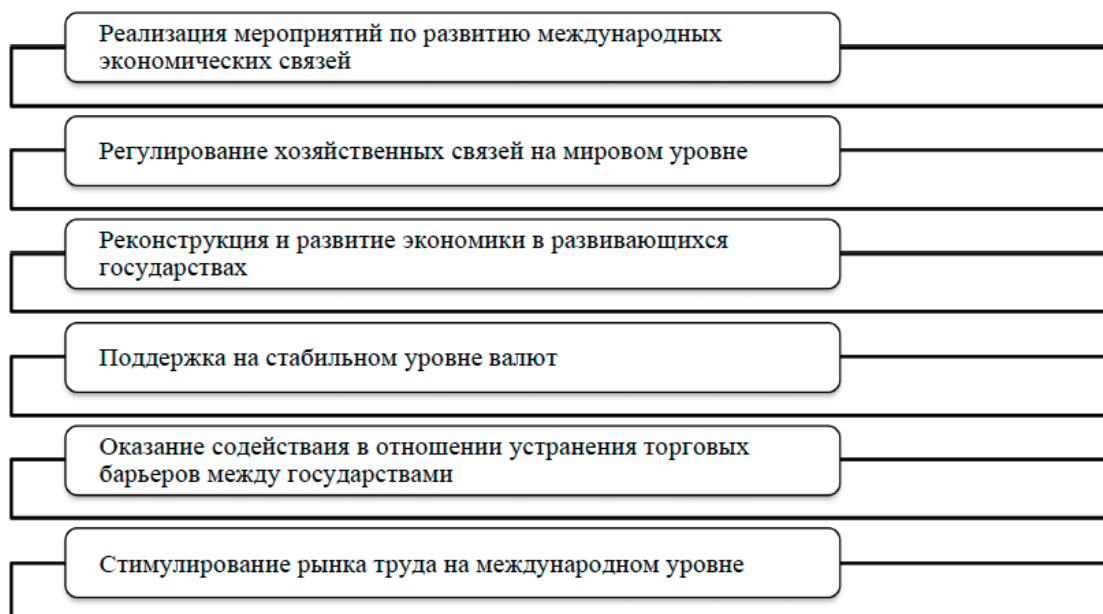 Реализация мероприятий по развитию международных
экономических связей
Регулирование хозяйственных связей на мировом уровне
Реконструкция и развитие экономики в развивающихся
государствах
Поддержка на стабильном уровне валют
Оказание содействаия в отношении устранения торговых
барьеров между государствами
Стимулирование рынка труда на международном уровне